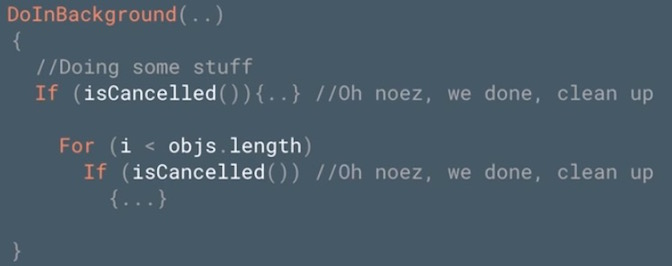 DoInBackground(..)
{
//Doing some stuff
If (isCancelled()){..} //Oh noez, we done, clean up
For (i < objs.length)
If (isCancelled()) //Oh noez, we done, clean up
{...}
}